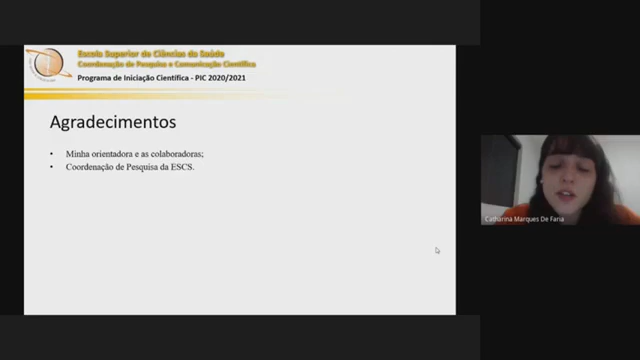 Escola Superior de Ciências da Saúde
Coordenação de Pesquisa e Comunicação Científica
Programa de Iniciação Científica - PIC 2020/2021
Agradecimentos
• Minha orientadora e as colaboradoras;
• Coordenação de Pesquisa da ESCS.
Catharina Marques De Faria